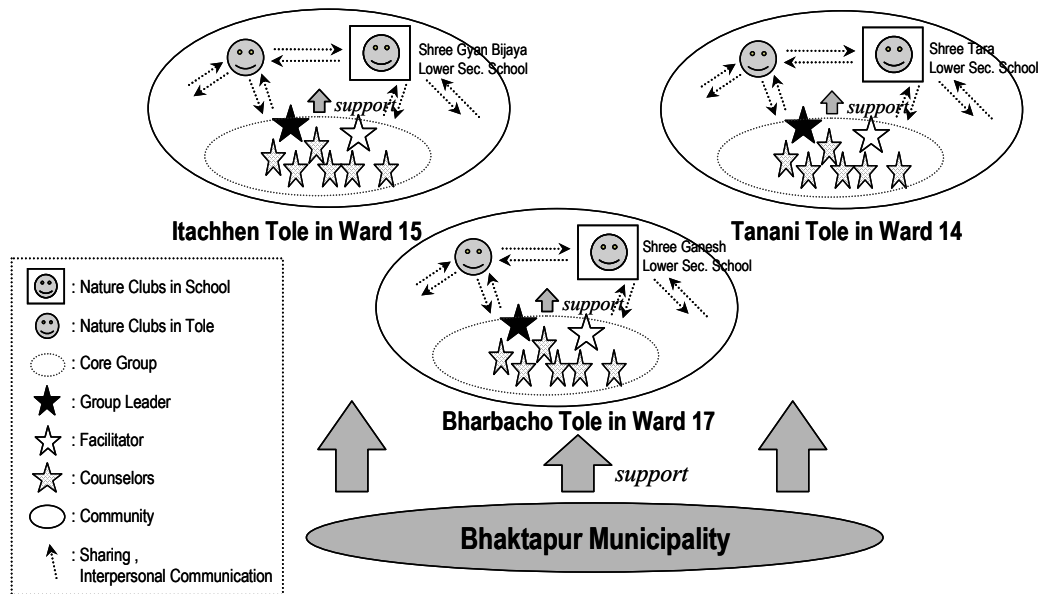 Shree Gyan Bijaya
Lower Sec. School
support
Itachhen Tole in Ward 15
Shree Tara
Lower Sec. School
support
Tanani Tole in Ward 14
Shree Ganesh
Lower Sec. School
support
Bharbacho Tole in Ward 17
: Nature Clubs in School
: Nature Clubs in Tole
: Core Group
: Group Leader
: Facilitator
: Counselors
: Community
: Sharing ,
Interpersonal Communication
support
Bhaktapur Municipality